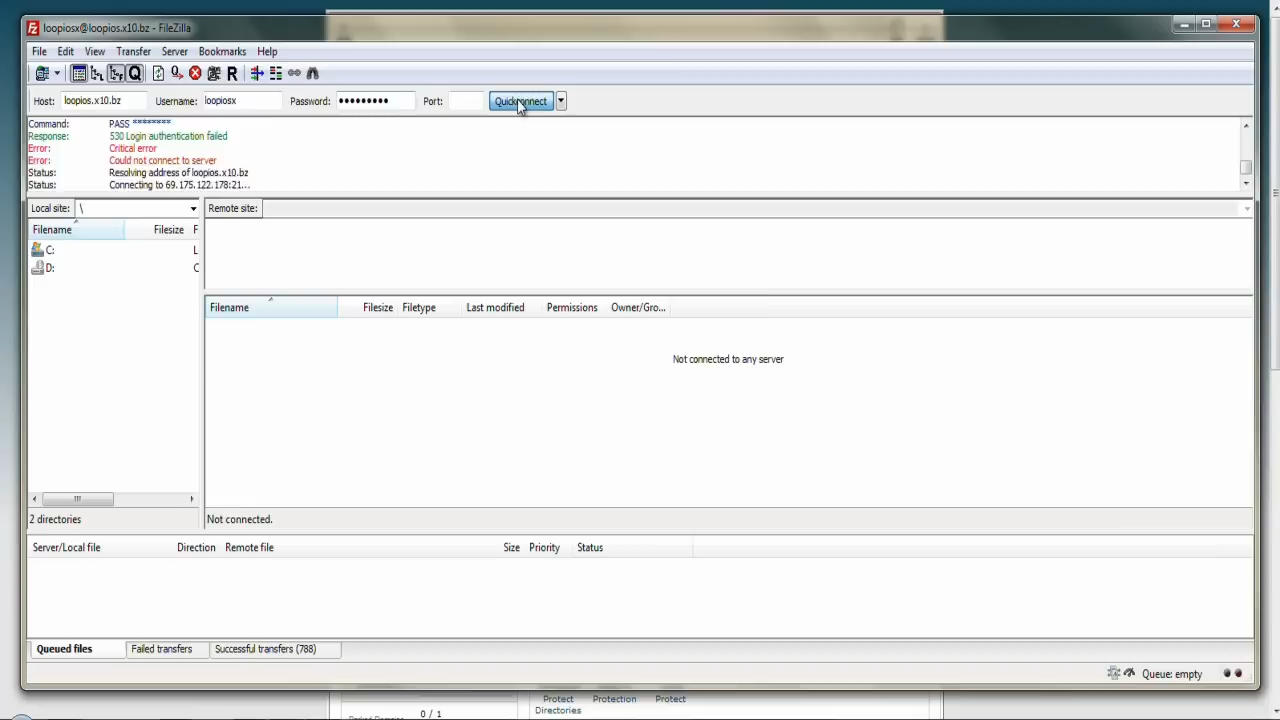 loopiosx@loopios.x10.bz - FileZilla
File Edit View Transfer Server Bookmarks Help
Host: loopios.x10.bz Username: loopiosx Password: ●●●●●●●●● Port: Quickconnect
Command: PASS ********
Response: 530 Login authentication failed
Error: Critical error
Error: Could not connect to server
Status: Resolving address of loopios.x10.bz
Status: Connecting to 69.175.122.178:21...
Local site: \ Remote site:
Filename Filesize F
C: L
D: C
Filename Filesize Filetype Last modified Permissions Owner/Gro...
Not connected to any server
2 directories Not connected.
Server/Local file Direction Remote file Size Priority Status
Queued files Failed transfers Successful transfers (788)
Queue: empty
Protect Protection Protect
Directories
0 / 1